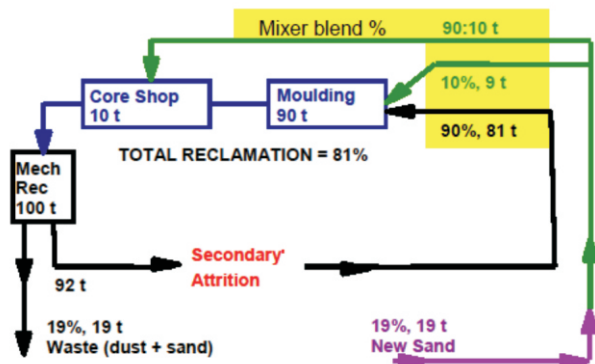 Mixer blend % 90:10 t
Core Shop
10 t
Moulding
90 t
10%, 9 t
90%, 81 t
TOTAL RECLAMATION = 81%
Mech
Rec
100 t
Secondary'
Attrition
92 t
19%, 19 t
Waste (dust + sand)
19%, 19 t
New Sand